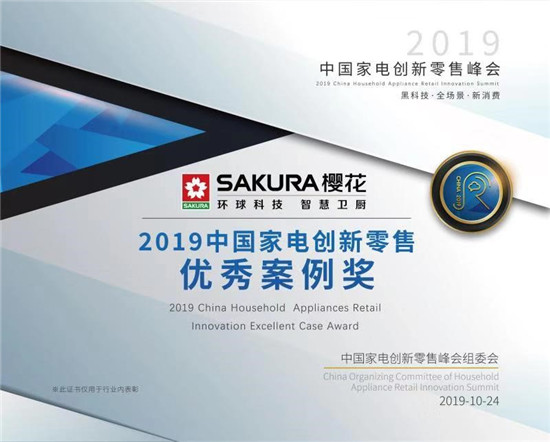 2019
中国家电创新零售峰会
2019 China Household Appliance Retail Innovation Summit
黑科技·全场景·新消费
SAKURA
SAKURA樱花
环球科技 智慧卫厨
CHINA 2019
2019中国家电创新零售
优秀案例奖
2019 China Household Appliances Retail
Innovation Excellent Case Award
中国家电创新零售峰会组委会
China Organizing Committee of Household
Appliance Retail Innovation Summit
2019-10-24
※此证书仅用于行业内表彰